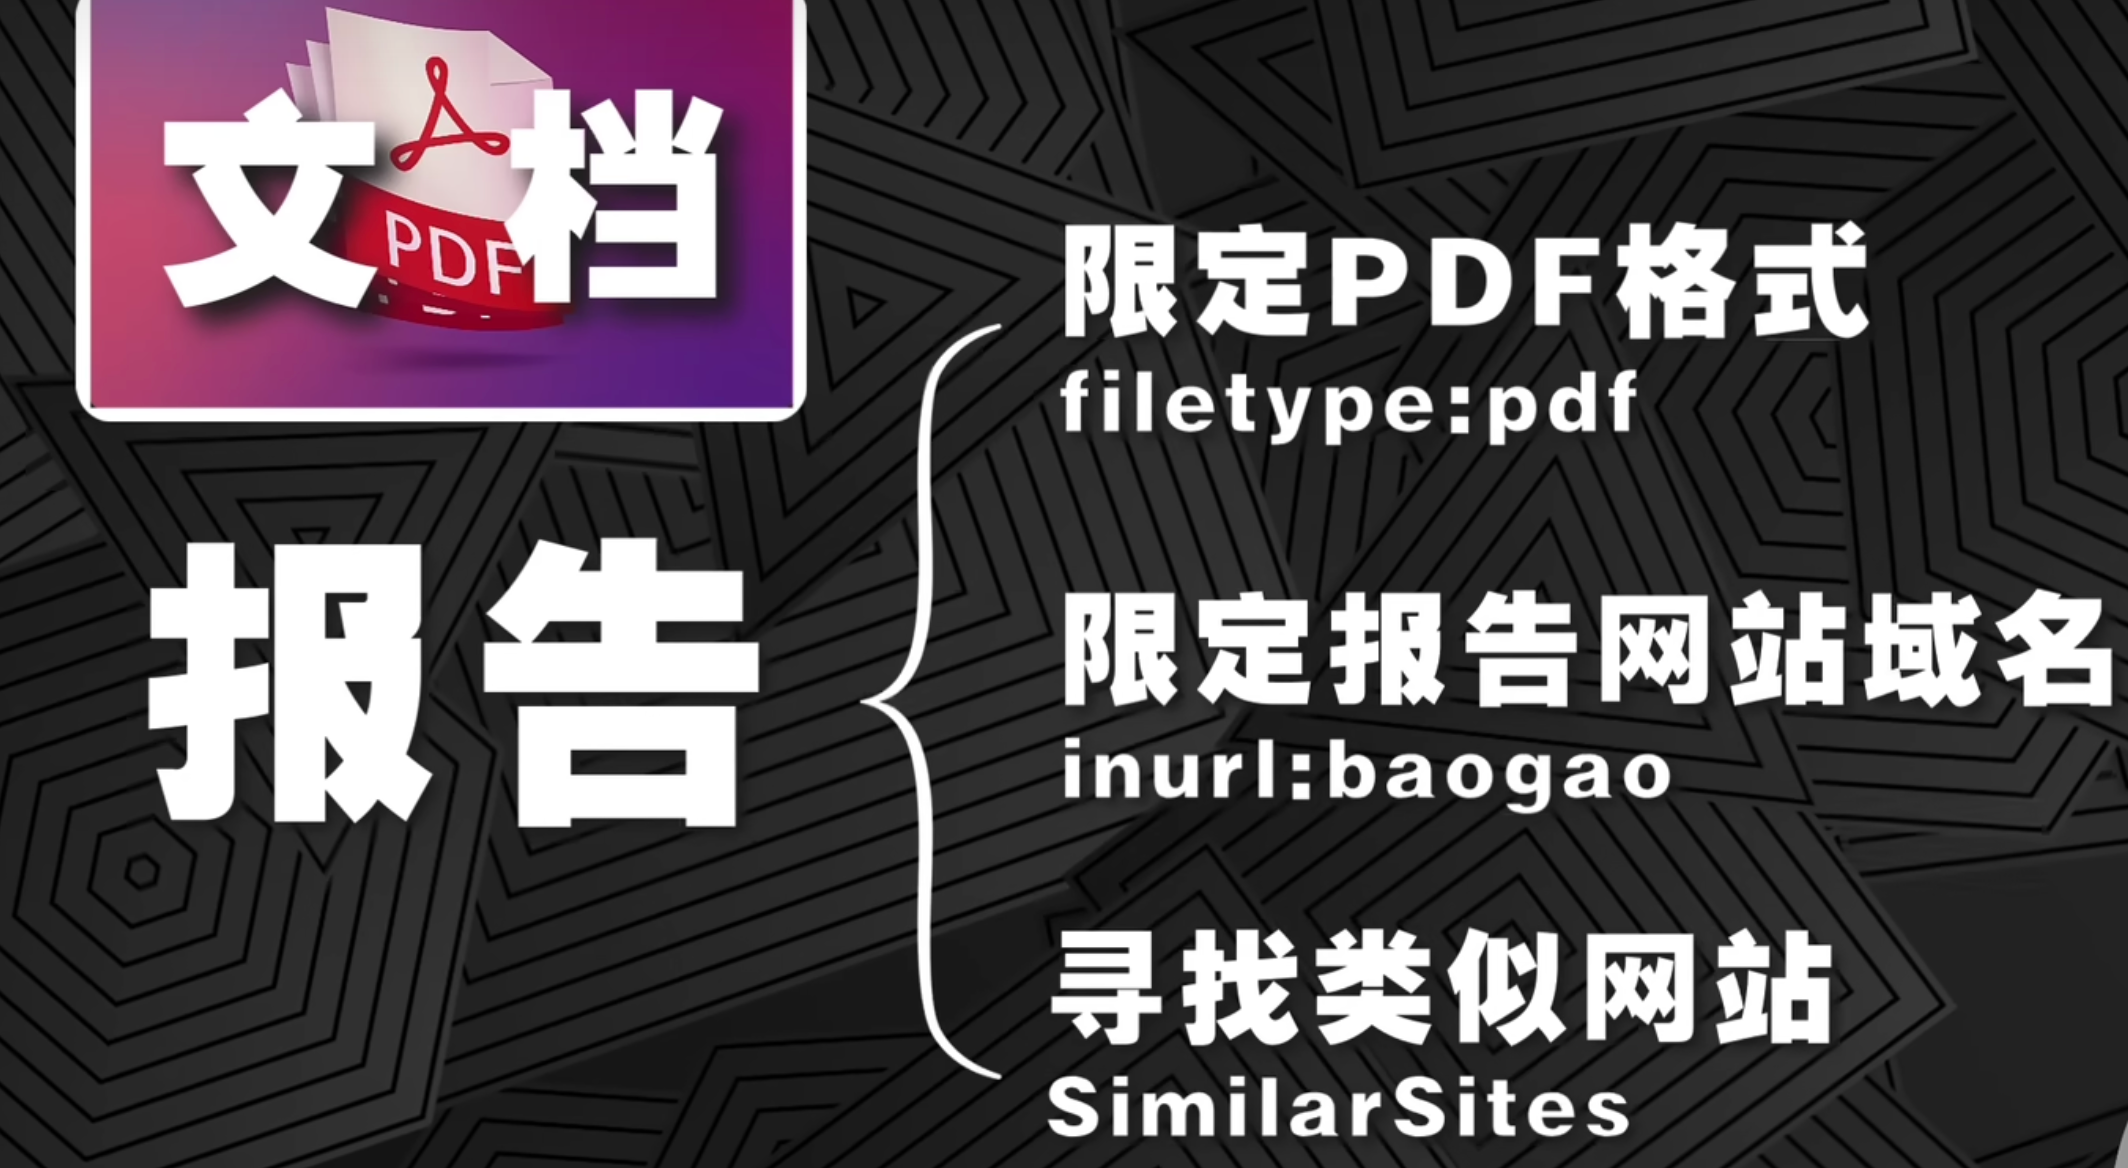 文档
PDF
报告
限定PDF格式
filetype:pdf
限定报告网站域名
inurl:baogao
寻找类似网站
SimilarSites